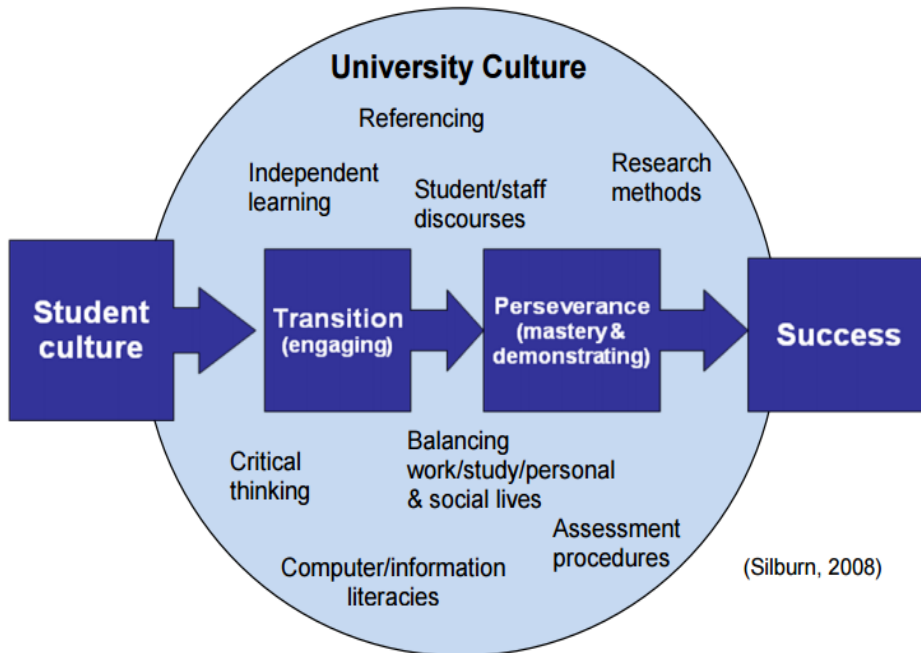 University Culture
Referencing
Independent
learning
Student/staff
discourses
Research
methods
Student
culture
Transition
(engaging)
Perseverance
(mastery &
demonstrating)
Success
Critical
thinking
Balancing
work/study/personal
& social lives
Assessment
procedures
Computer/information
literacies
(Silburn, 2008)